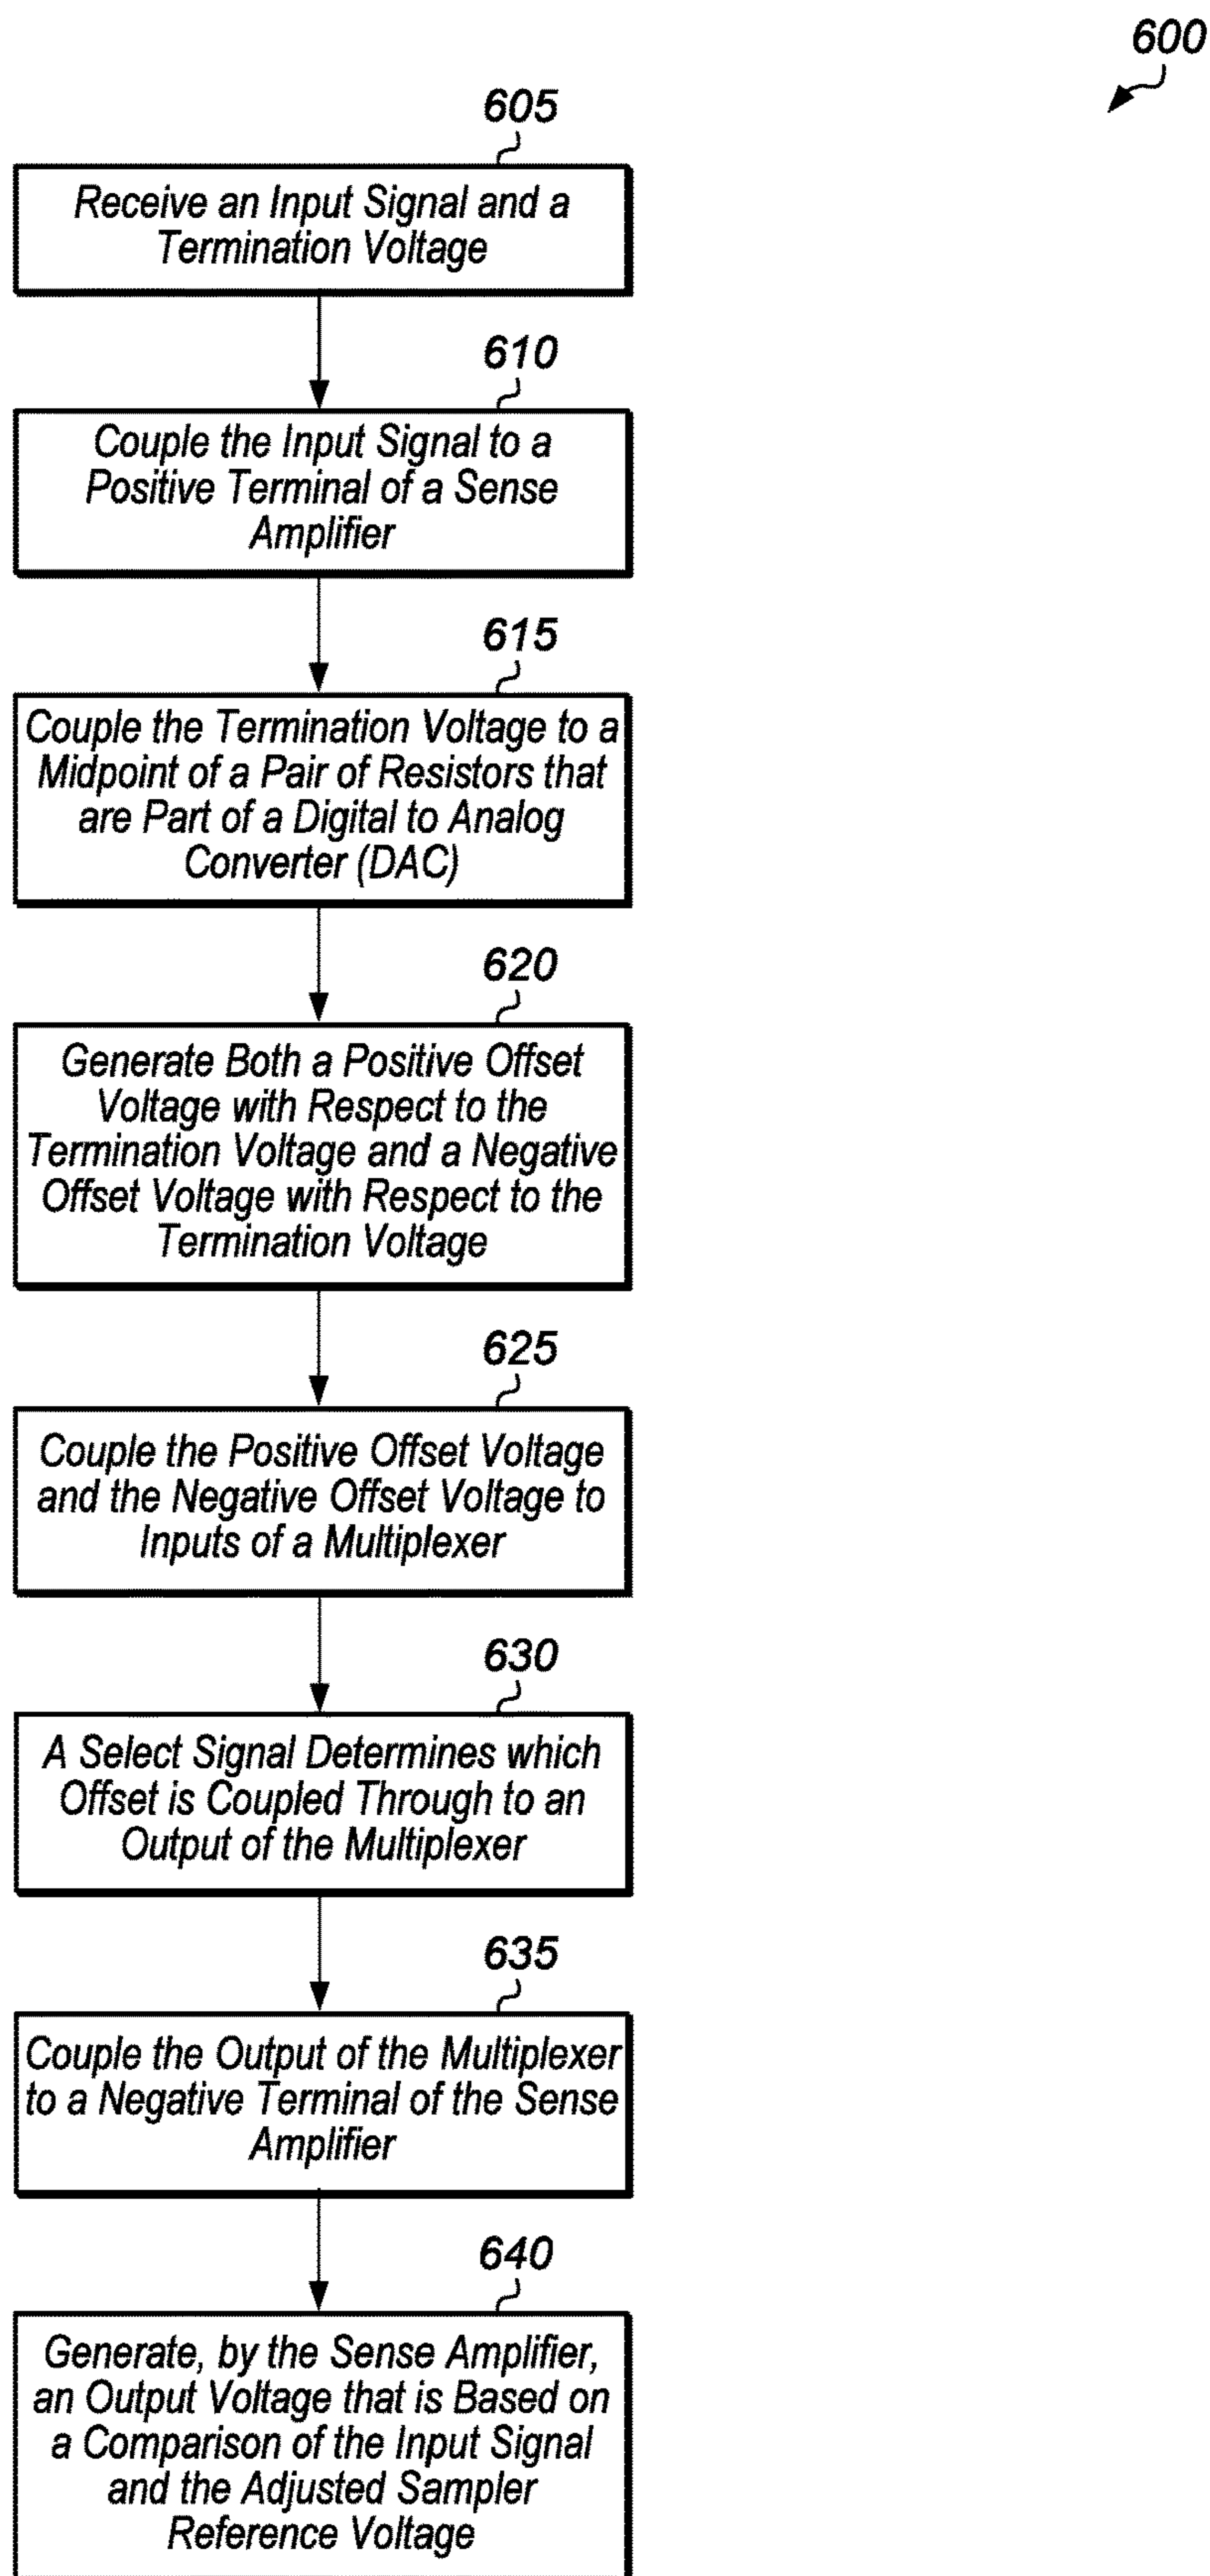 600
605
Receive an Input Signal and a
Termination Voltage
610
Couple the Input Signal to a
Positive Terminal of a Sense
Amplifier
615
Couple the Termination Voltage to a
Midpoint of a Pair of Resistors that
are Part of a Digital to Analog
Converter (DAC)
620
Generate Both a Positive Offset
Voltage with Respect to the
Termination Voltage and a Negative
Offset Voltage with Respect to the
Termination Voltage
625
Couple the Positive Offset Voltage
and the Negative Offset Voltage to
Inputs of a Multiplexer
630
A Select Signal Determines which
Offset is Coupled Through to an
Output of the Multiplexer
635
Couple the Output of the Multiplexer
to a Negative Terminal of the Sense
Amplifier
640
Generate, by the Sense Amplifier,
an Output Voltage that is Based on
a Comparison of the Input Signal
and the Adjusted Sampler
Reference Voltage